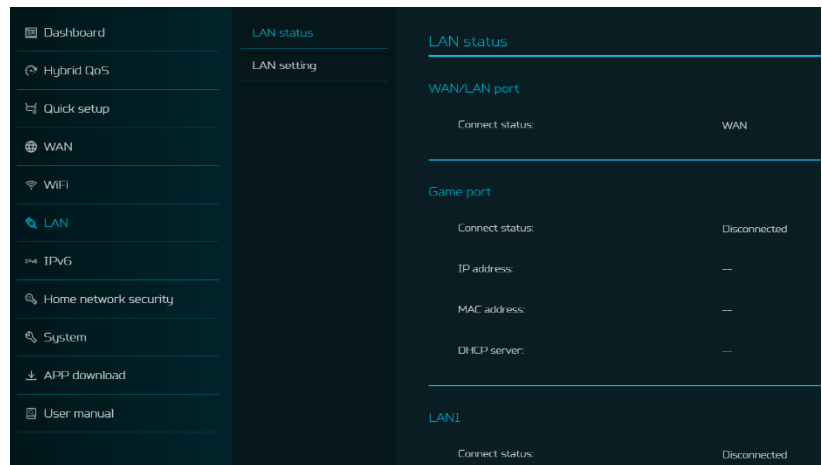 Dashboard
Hybrid QoS
Quick setup
WAN
WiFi
LAN
IPv6 IPv6
Home network security
System
APP download
User manual
LAN status
LAN setting
LAN status
WAN/LAN port
Connect status: WAN
Game port
Connect status: Disconnected
IP address: --
MAC address: --
DHCP server: --
LAN1
Connect status: Disconnected